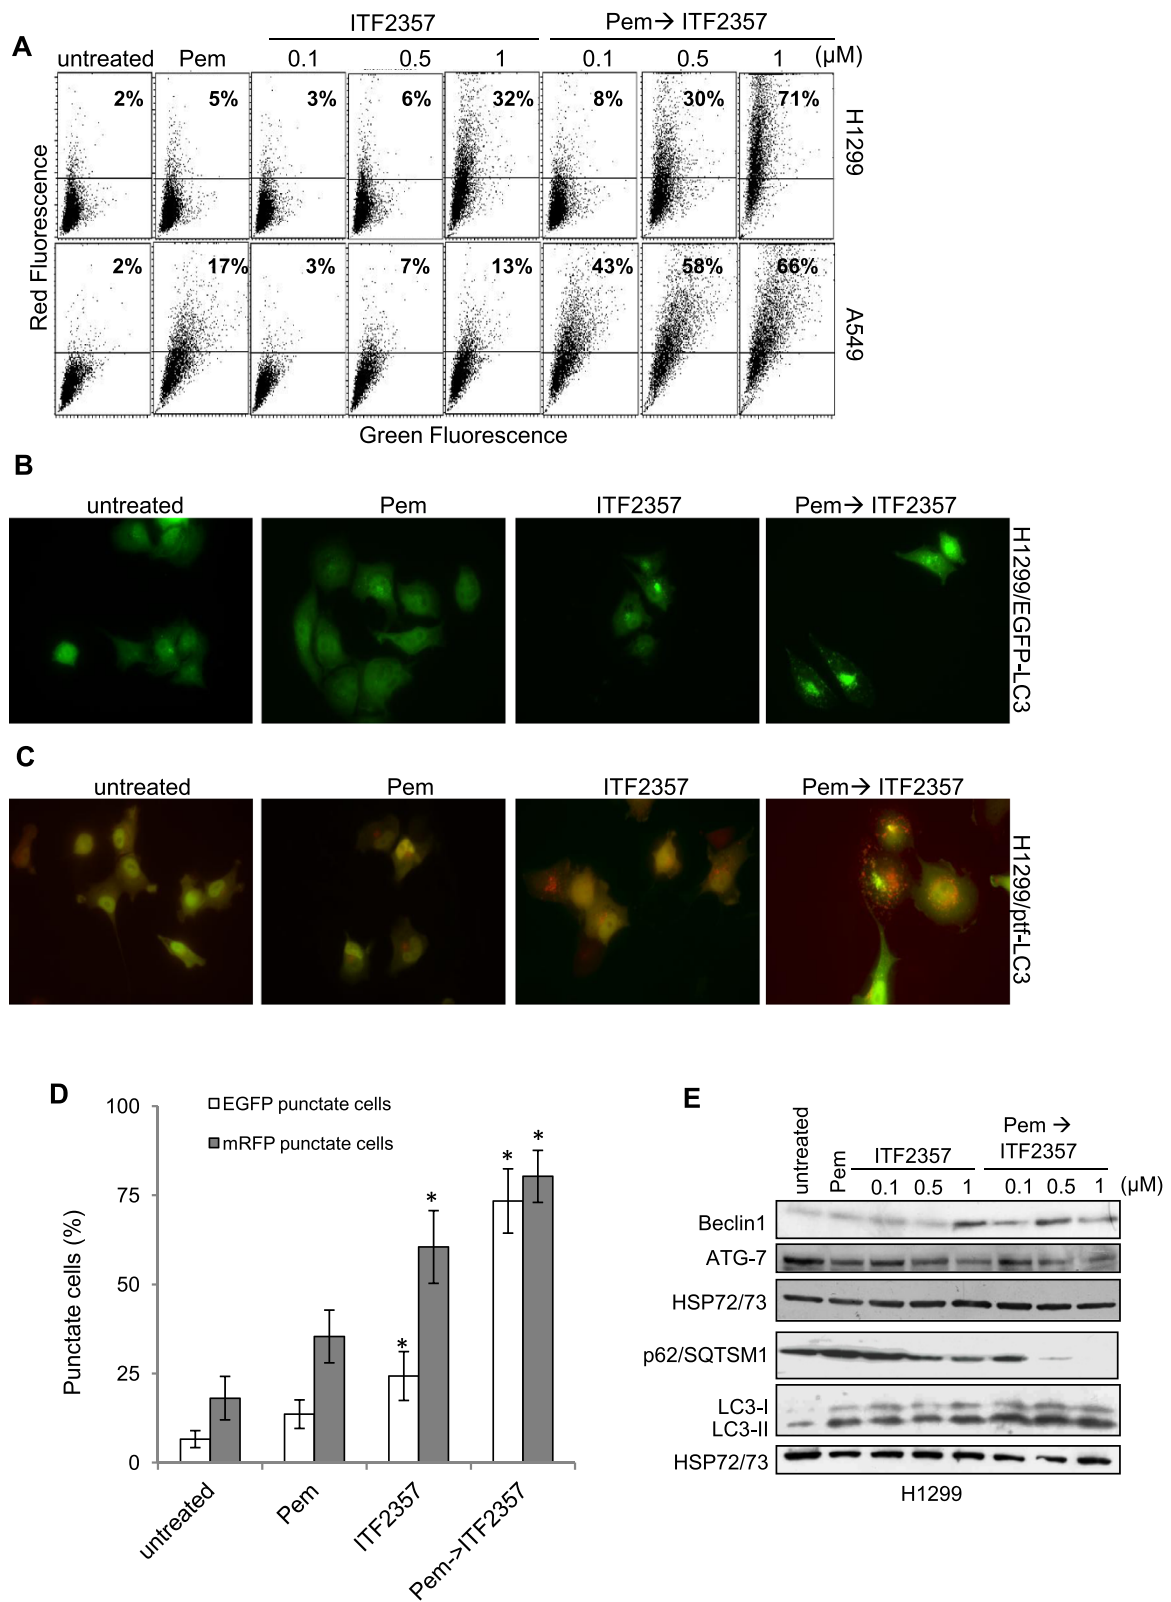 A
ITF2357
Pem→ ITF2357
untreated Pem 0.1 0.5 1 0.1 0.5 1 (µM)
2% 5% 3% 6% 32% 8% 30% 71%
H1299
Red Fluorescence
2% 17% 3% 7% 13% 43% 58% 66%
A549
Green Fluorescence
B
untreated Pem ITF2357 Pem→ ITF2357
H1299/EGFP-LC3
C
untreated Pem ITF2357 Pem→ ITF2357
H1299/ptf-LC3
D
EGFP punctate cells
mRFP punctate cells
Punctate cells (%)
100
75
50
25
0
* * * *
untreated
Pem
ITF2357
Pem->ITF2357
E
untreated
Pem
ITF2357
Pem →
ITF2357
0.1 0.5 1 0.1 0.5 1 (µM)
Beclin1
ATG-7
HSP72/73
p62/SQTSM1
LC3-I
LC3-II
HSP72/73
H1299